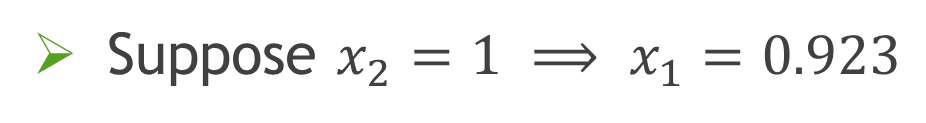 ➢ Suppose 𝑥₂ = 1 ⟹ 𝑥₁ = 0.923